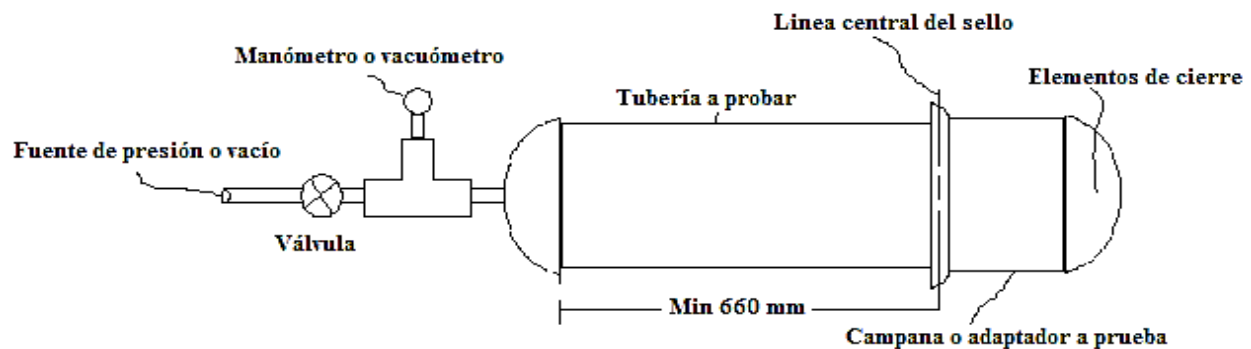 Linea central del sello
Manómetro o vacuómetro
Elementos de cierre
Tubería a probar
Fuente de presión o vacío
Válvula
Min 660 mm
Campana o adaptador a prueba